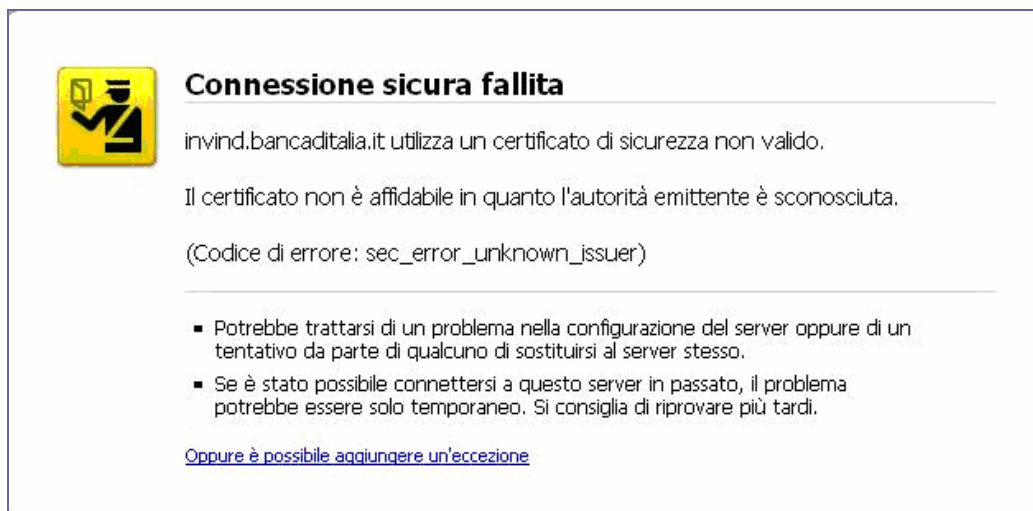 Connessione sicura fallita
invind.bancaditalia.it utilizza un certificato di sicurezza non valido.
Il certificato non è affidabile in quanto l'autorità emittente è sconosciuta.
(Codice di errore: sec_error_unknown_issuer)
Potrebbe trattarsi di un problema nella configurazione del server oppure di un
tentativo da parte di qualcuno di sostituirsi al server stesso.
Se è stato possibile connettersi a questo server in passato, il problema
potrebbe essere solo temporaneo. Si consiglia di riprovare più tardi.
Oppure è possibile aggiungere un'eccezione